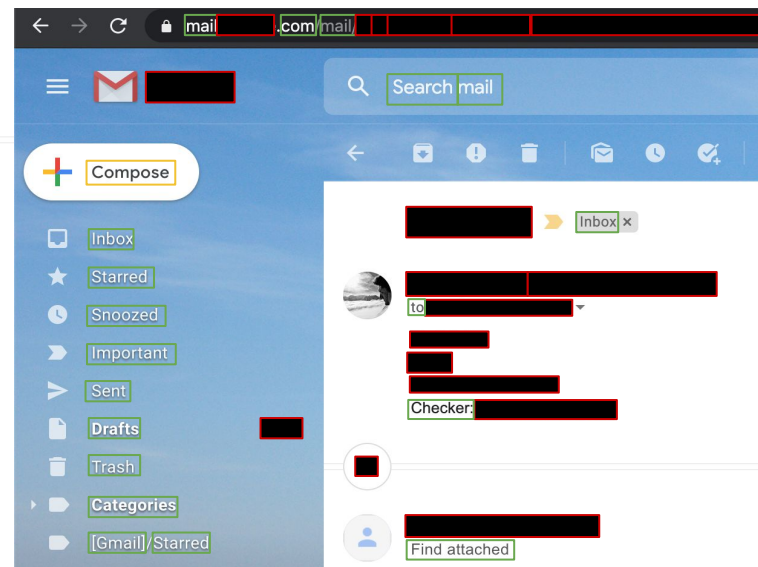 mail .com/mail/
Search mail
Compose
Inbox ×
Inbox
Starred
Snoozed
to
Important
Sent
Checker:
Drafts
Trash
Categories
[Gmail]/Starred
Find attached